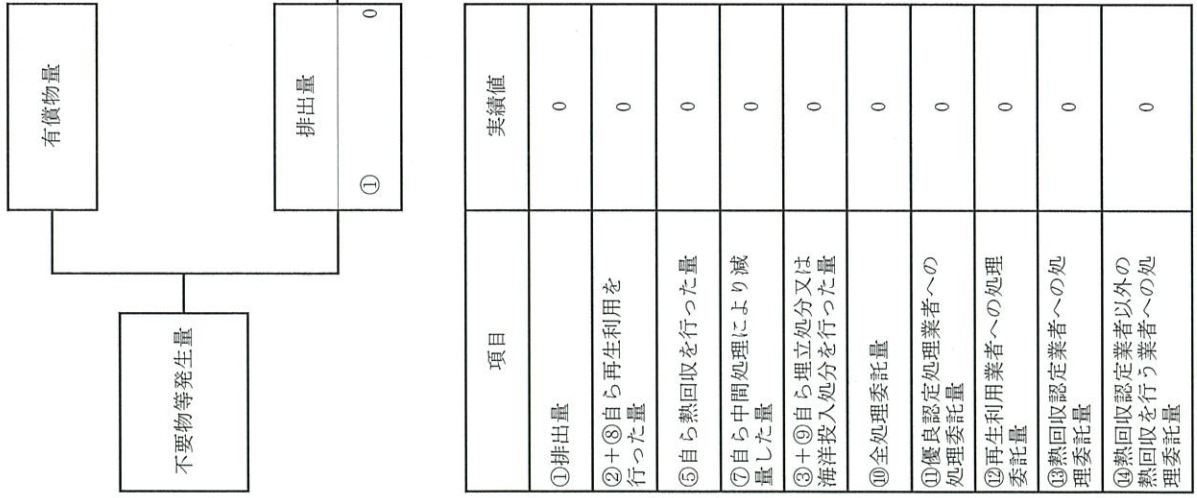 不要物等発生量
有償物量
排出量
① 0
項目 実績値
①排出量 0
②+⑧自ら再生利用を
行った量 0
⑤自ら熱回収を行った量 0
⑦自ら中間処理により減
量した量 0
③+⑨自ら埋立処分又は
海洋投入処分を行った量 0
⑩全処理委託量 0
⑪優良認定処理業者への
処理委託量 0
⑫再生利用業者への処理
委託量 0
⑬熱回収認定業者への処
理委託量 0
⑭熱回収認定業者以外の
熱回収を行う業者への処
理委託量 0